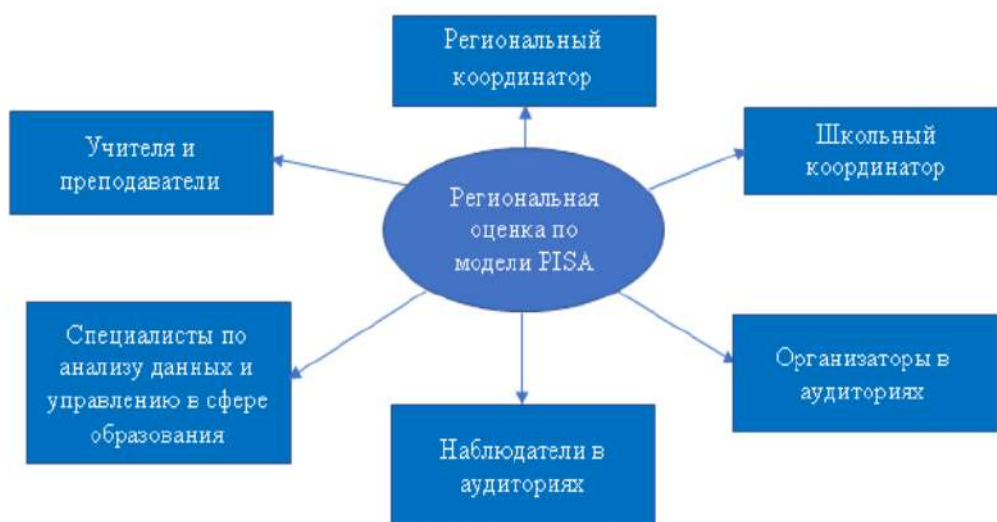 Региональный
координатор
Учителя и
преподаватели
Школьный
координатор
Региональная
оценка по
модели PISA
Специалисты по
анализу данных и
управлению в сфере
образования
Организаторы в
аудиториях
Наблюдатели в
аудиториях